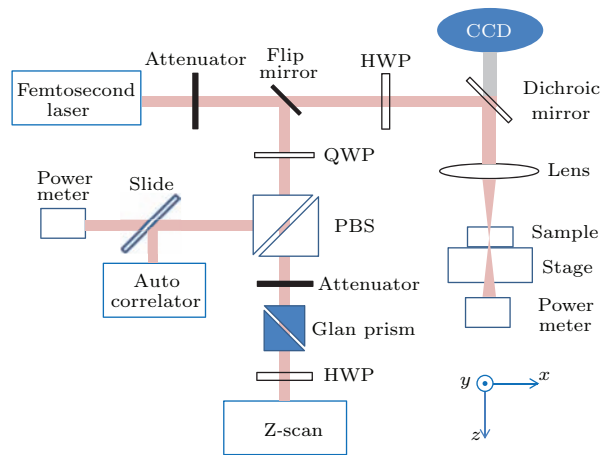 CCD
Attenuator
Flip
mirror
HWP
Femtosecond
laser
Dichroic
mirror
QWP
Lens
Power
meter
Slide
PBS
Sample
Stage
Auto
correlator
Attenuator
Power
meter
Glan prism
HWP
y
x
z
Z-scan